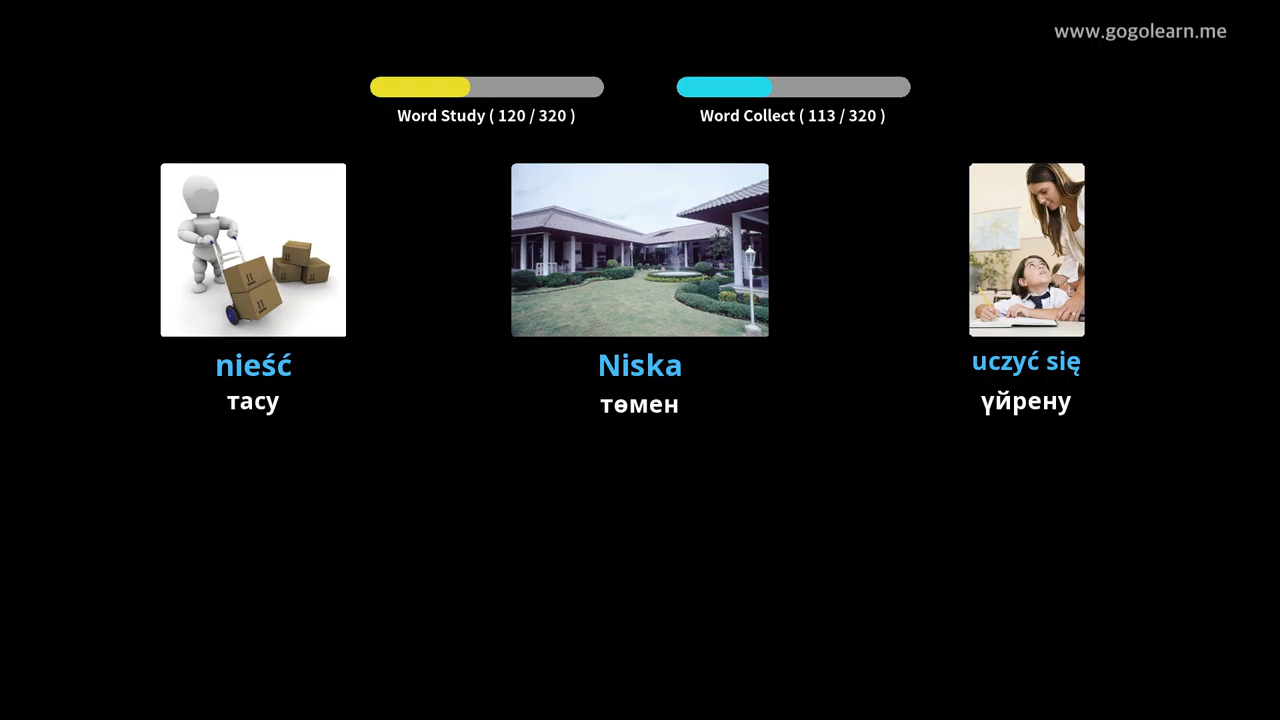 www.gogolearn.me
Word Study ( 120 / 320 )
Word Collect ( 113 / 320 )
nieść
Niska
uczyć się
тасу
төмен
үйрену